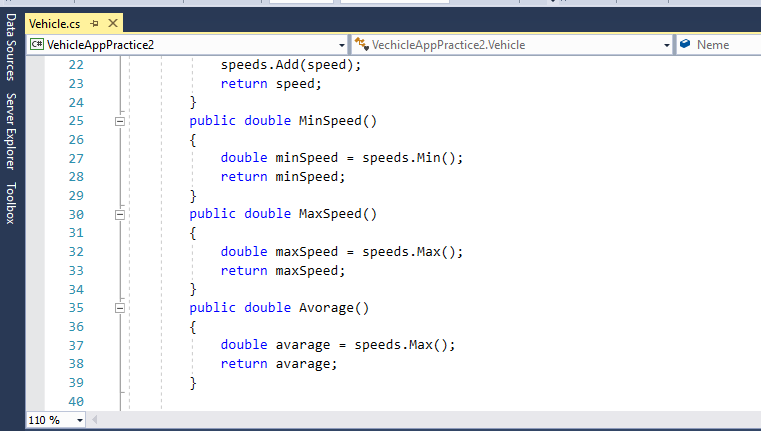 Vehicle.cs
C# VehicleAppPractice2
VechicleAppPractice2.Vehicle
Neme
Data Sources
Server Explorer
Toolbox
22 speeds.Add(speed);
23 return speed;
24 }
25 public double MinSpeed()
26 {
27 double minSpeed = speeds.Min();
28 return minSpeed;
29 }
30 public double MaxSpeed()
31 {
32 double maxSpeed = speeds.Max();
33 return maxSpeed;
34 }
35 public double Avorage()
36 {
37 double avarage = speeds.Max();
38 return avarage;
39 }
40
110 %